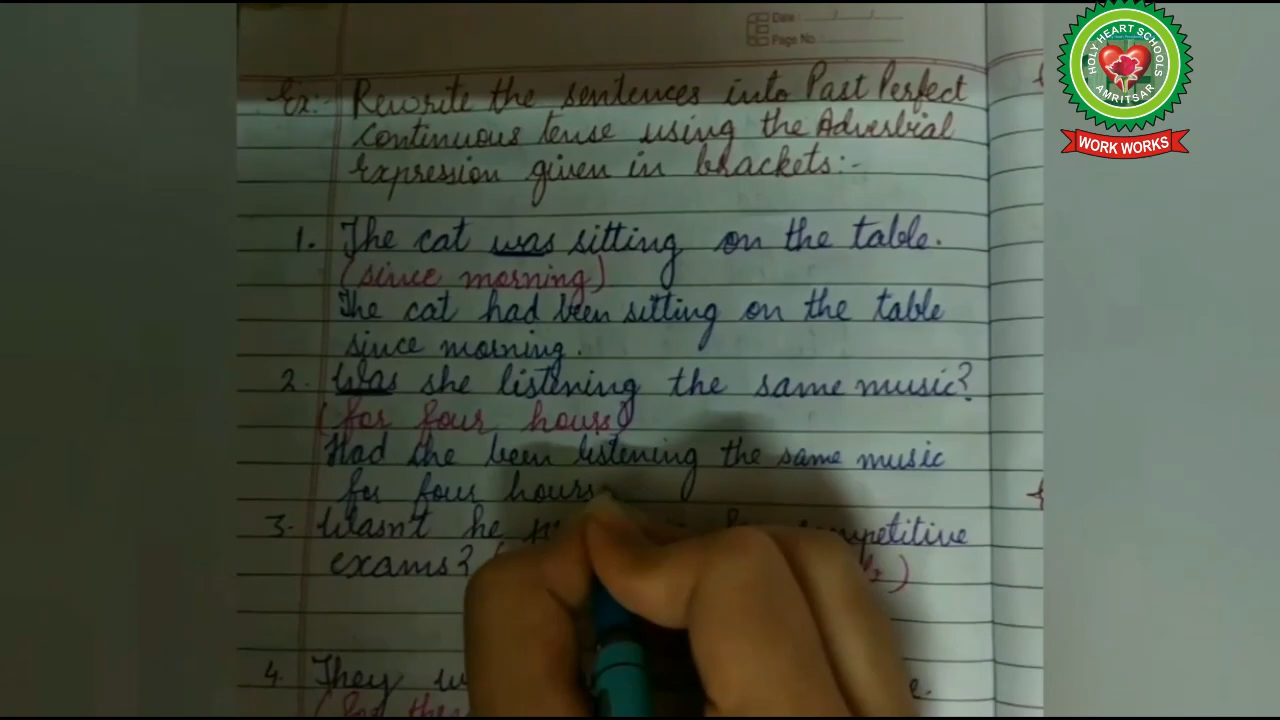 Date :
Page No.
HOLY HEART SCHOOLS
AMRITSAR
WORK WORKS
Ex:- Rewrite the sentences into Past Perfect
continuous tense using the Adverbial
Expression given in brackets:-
1. The cat was sitting on the table.
(since morning)
The cat had been sitting on the table
since morning.
2. Was she listening the same music?
(for four hours)
Had she been listening the same music
for four hours
3. Wasn't he competitive
exams?
4. They